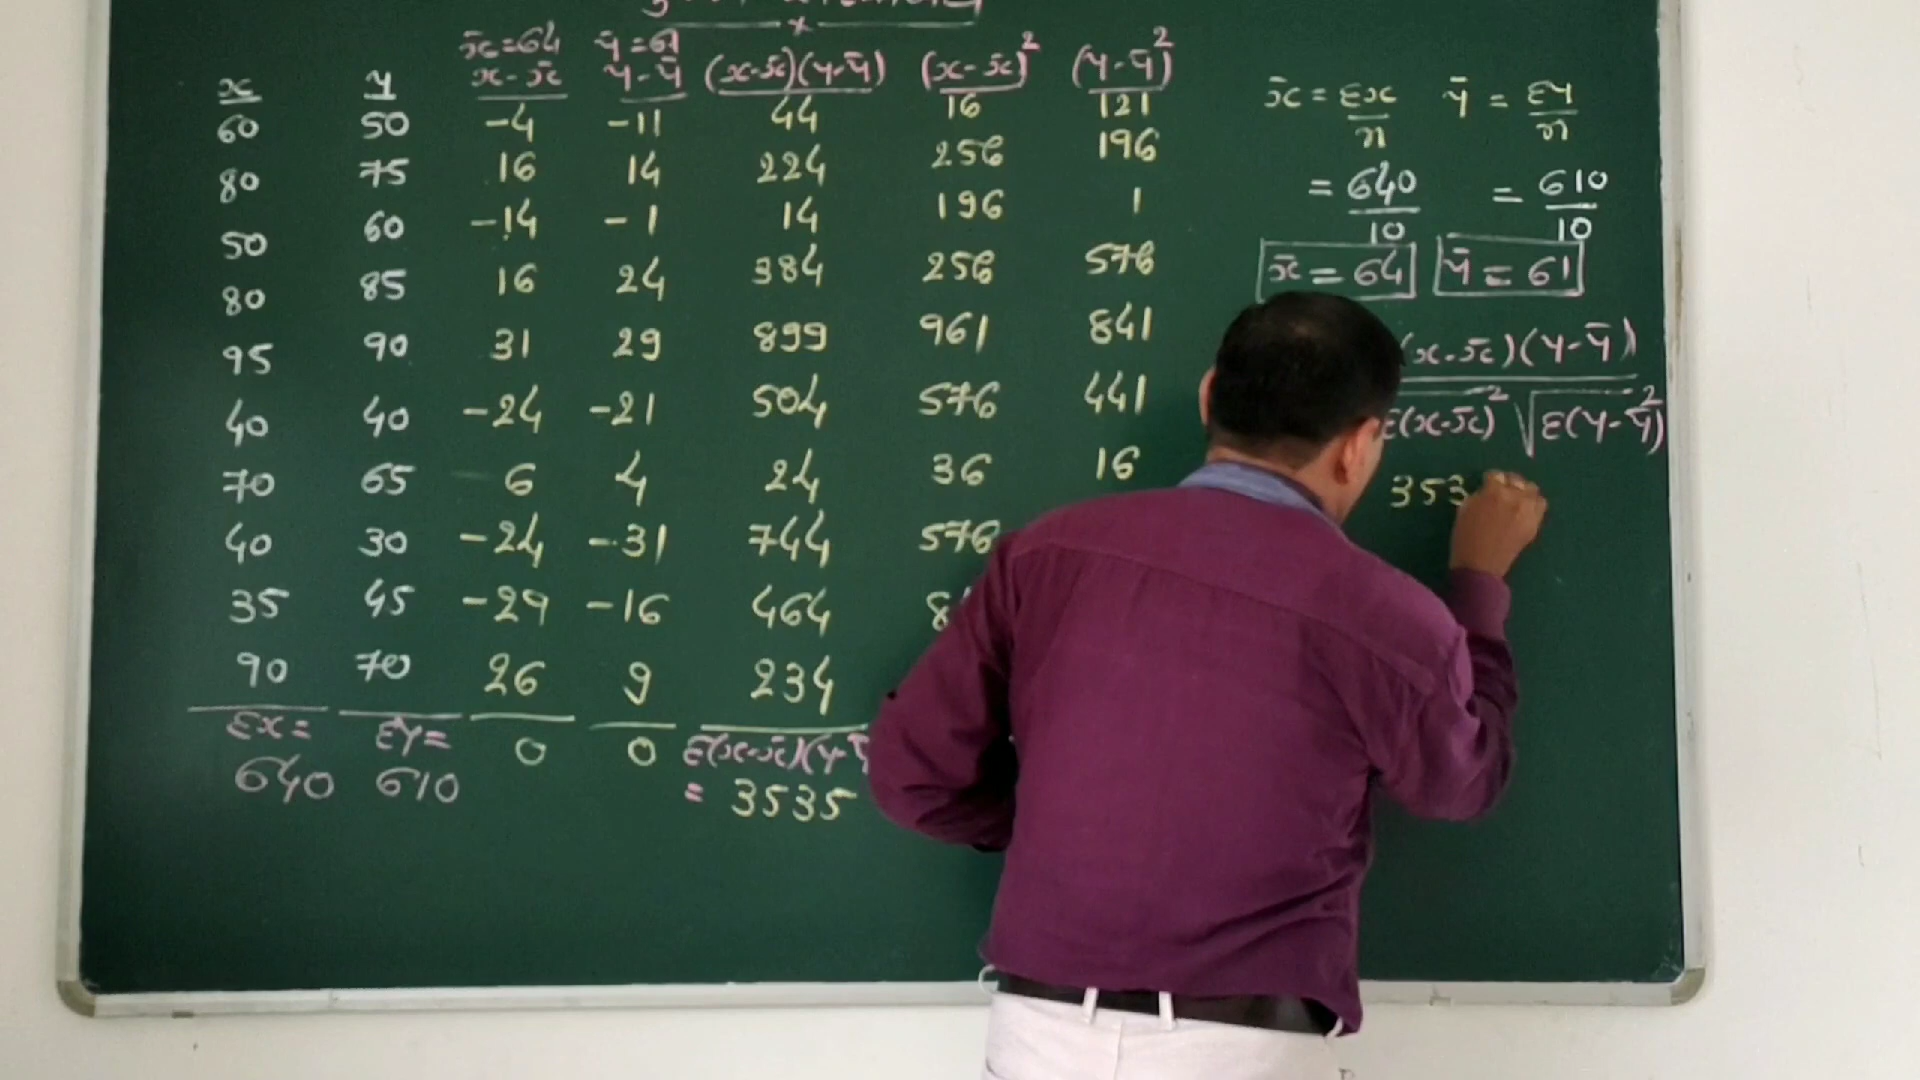 x̄=64 ȳ=61
x y x-x̄ y-ȳ (x-x̄)(y-ȳ) (x-x̄)² (y-ȳ)²
60 50 -4 -11 44 16 121
80 75 16 14 224 256 196
50 60 -14 -1 14 196 1
80 85 16 24 384 256 576
95 90 31 29 899 961 841
40 40 -24 -21 504 576 441
70 65 6 4 24 36 16
40 30 -24 -31 744 576
35 45 -29 -16 464 8
90 70 26 9 234
Σx= Σy= 0 0 Σ(x-x̄)(y-ȳ
640 610 = 3535
x̄ = Σx/n ȳ = Σy/n
= 640/10 = 610/10
x̄ = 64 ȳ = 61
(x-x̄)(y-ȳ)
Σ(x-x̄)² √Σ(y-ȳ)²
353